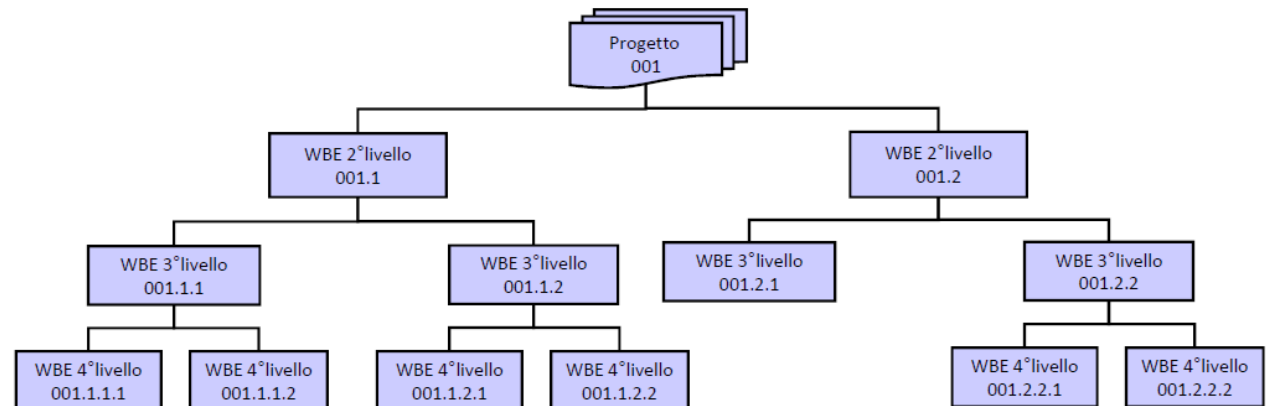 Progetto
001
WBE 2°livello
001.1
WBE 2°livello
001.2
WBE 3°livello
001.1.1
WBE 3°livello
001.1.2
WBE 3°livello
001.2.1
WBE 3°livello
001.2.2
WBE 4°livello
001.1.1.1
WBE 4°livello
001.1.1.2
WBE 4°livello
001.1.2.1
WBE 4°livello
001.1.2.2
WBE 4°livello
001.2.2.1
WBE 4°livello
001.2.2.2